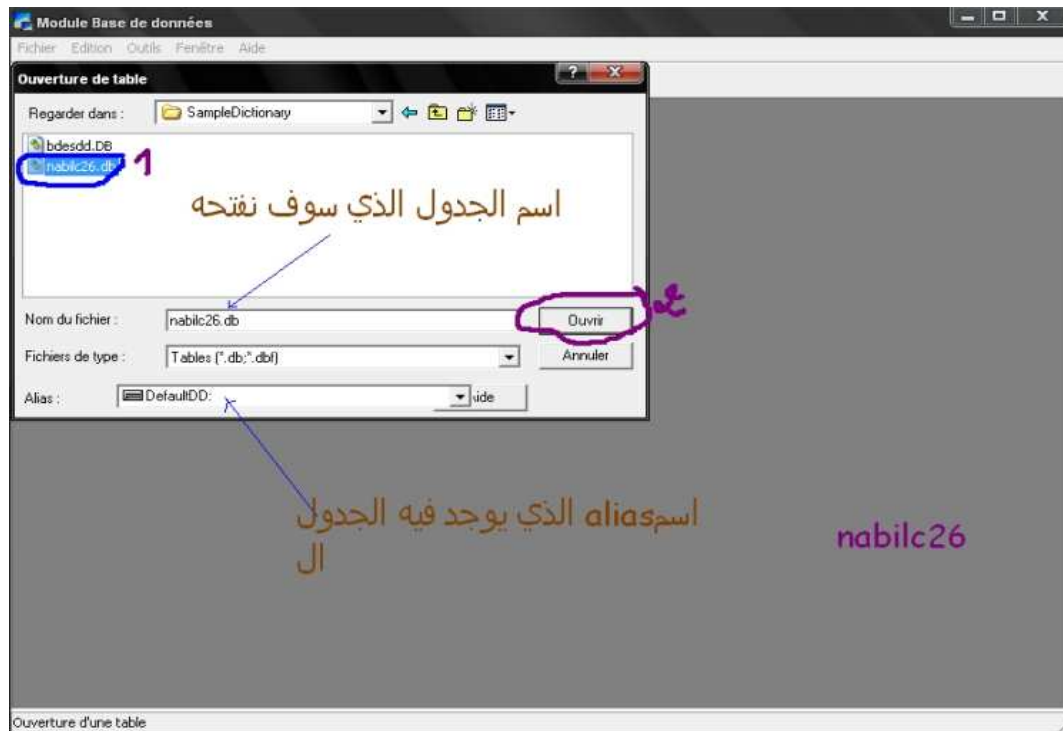 Module Base de données
Fichier Edition Outils Fenêtre Aide
Ouverture de table
Regarder dans : SampleDictionary
bdesdd.DB
nabilc26.db 1
اسم الجدول الذي سوف نفتحه
Nom du fichier : nabilc26.db Ouvrir 2
Fichiers de type : Tables (*.db;*.dbf) Annuler
Alias : DefaultDD: uide
اسمalias الذي يوجد فيه الجدول
ال
nabilc26
Ouverture d'une table